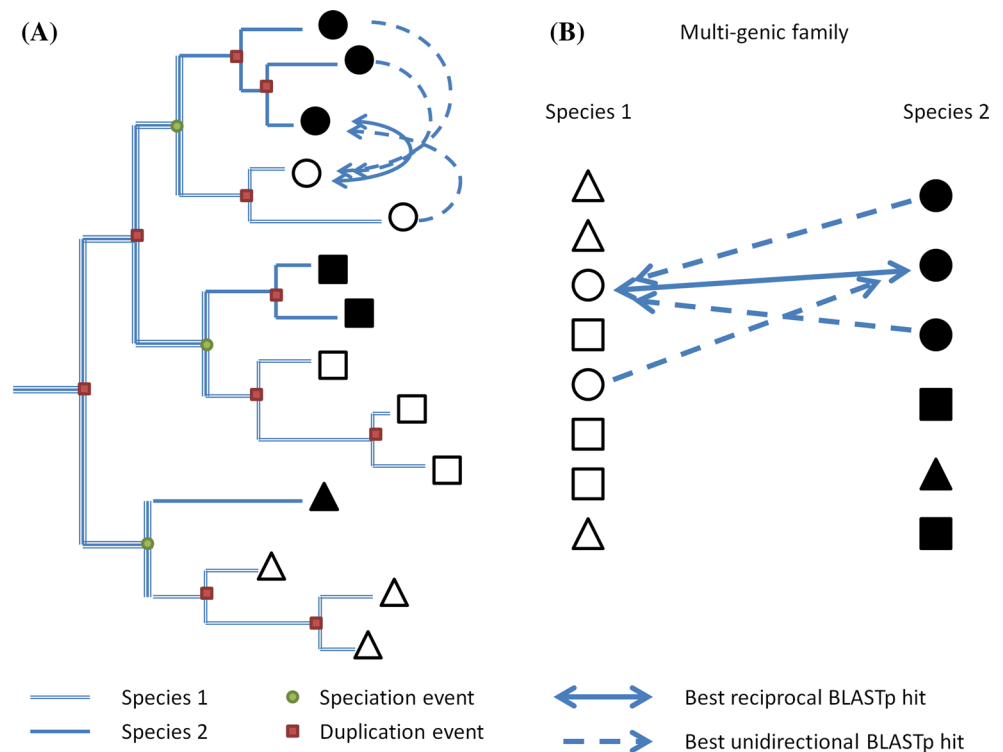 (A)
(B)
Multi-genic family
Species 1
Species 2
Species 1
Species 2
Speciation event
Duplication event
Best reciprocal BLASTp hit
Best unidirectional BLASTp hit